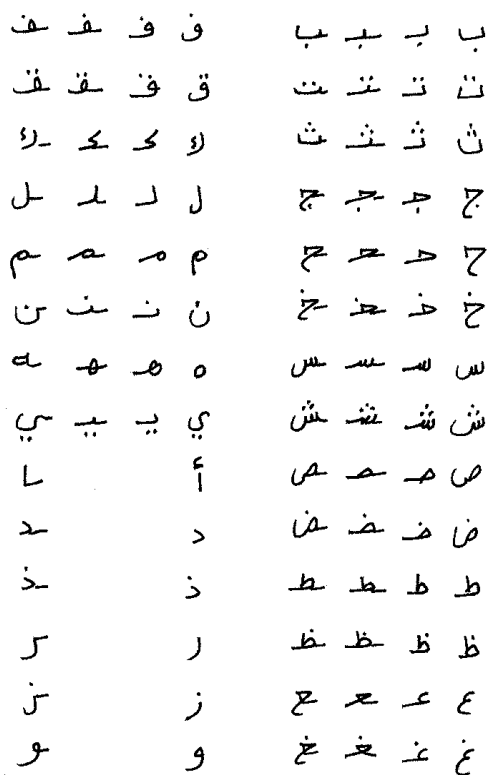 ب بـ ـبـ ـب
ت تـ ـتـ ـت
ث ثـ ـثـ ـث
ج جـ ـجـ ـج
ح حـ ـحـ ـح
خ خـ ـخـ ـخ
س سـ ـسـ ـس
ش شـ ـشـ ـش
ص صـ ـصـ ـص
ض ضـ ـضـ ـض
ط طـ ـطـ ـط
ظ ظـ ـظـ ـظ
ع عـ ـعـ ـع
غ غـ ـغـ ـغ
ف فـ ـفـ ـف
ق قـ ـقـ ـق
ك كـ ـكـ ـك
ل لـ ـلـ ـل
م مـ ـمـ ـم
ن نـ ـنـ ـن
ه هـ ـهـ ـه
ي يـ ـيـ ـي
أ ـا
د ـد
ذ ـذ
ر ـر
ز ـز
و ـو